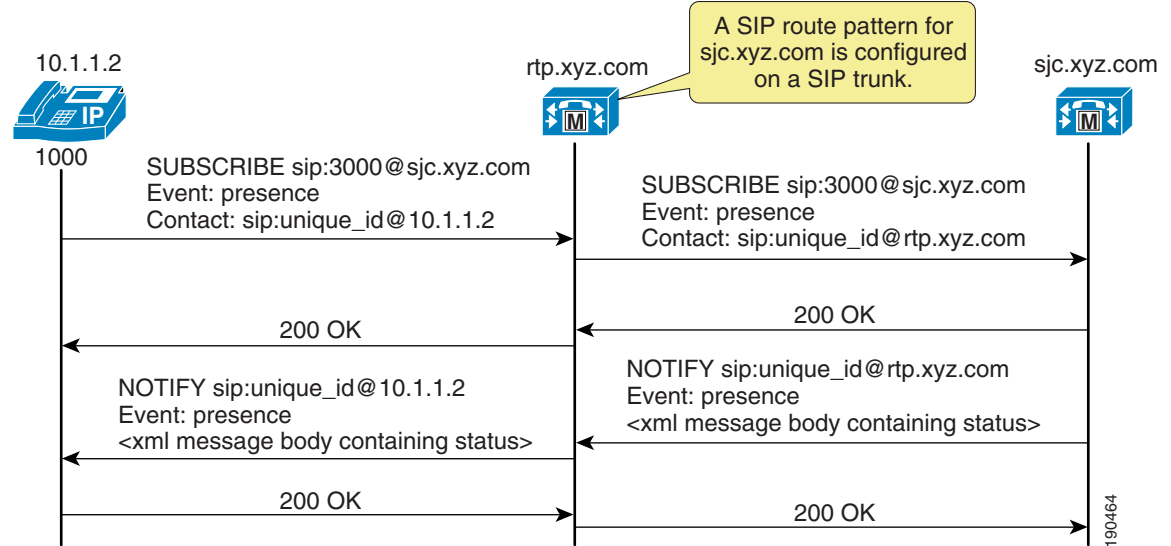 A SIP route pattern for
sjc.xyz.com is configured
on a SIP trunk.
10.1.1.2
rtp.xyz.com
sjc.xyz.com
IP
M
M
1000
SUBSCRIBE sip:3000@sjc.xyz.com
Event: presence
Contact: sip:unique_id@10.1.1.2
SUBSCRIBE sip:3000@sjc.xyz.com
Event: presence
Contact: sip:unique_id@rtp.xyz.com
200 OK
200 OK
NOTIFY sip:unique_id@rtp.xyz.com
Event: presence
<xml message body containing status>
NOTIFY sip:unique_id@10.1.1.2
Event: presence
<xml message body containing status>
200 OK
200 OK
190464